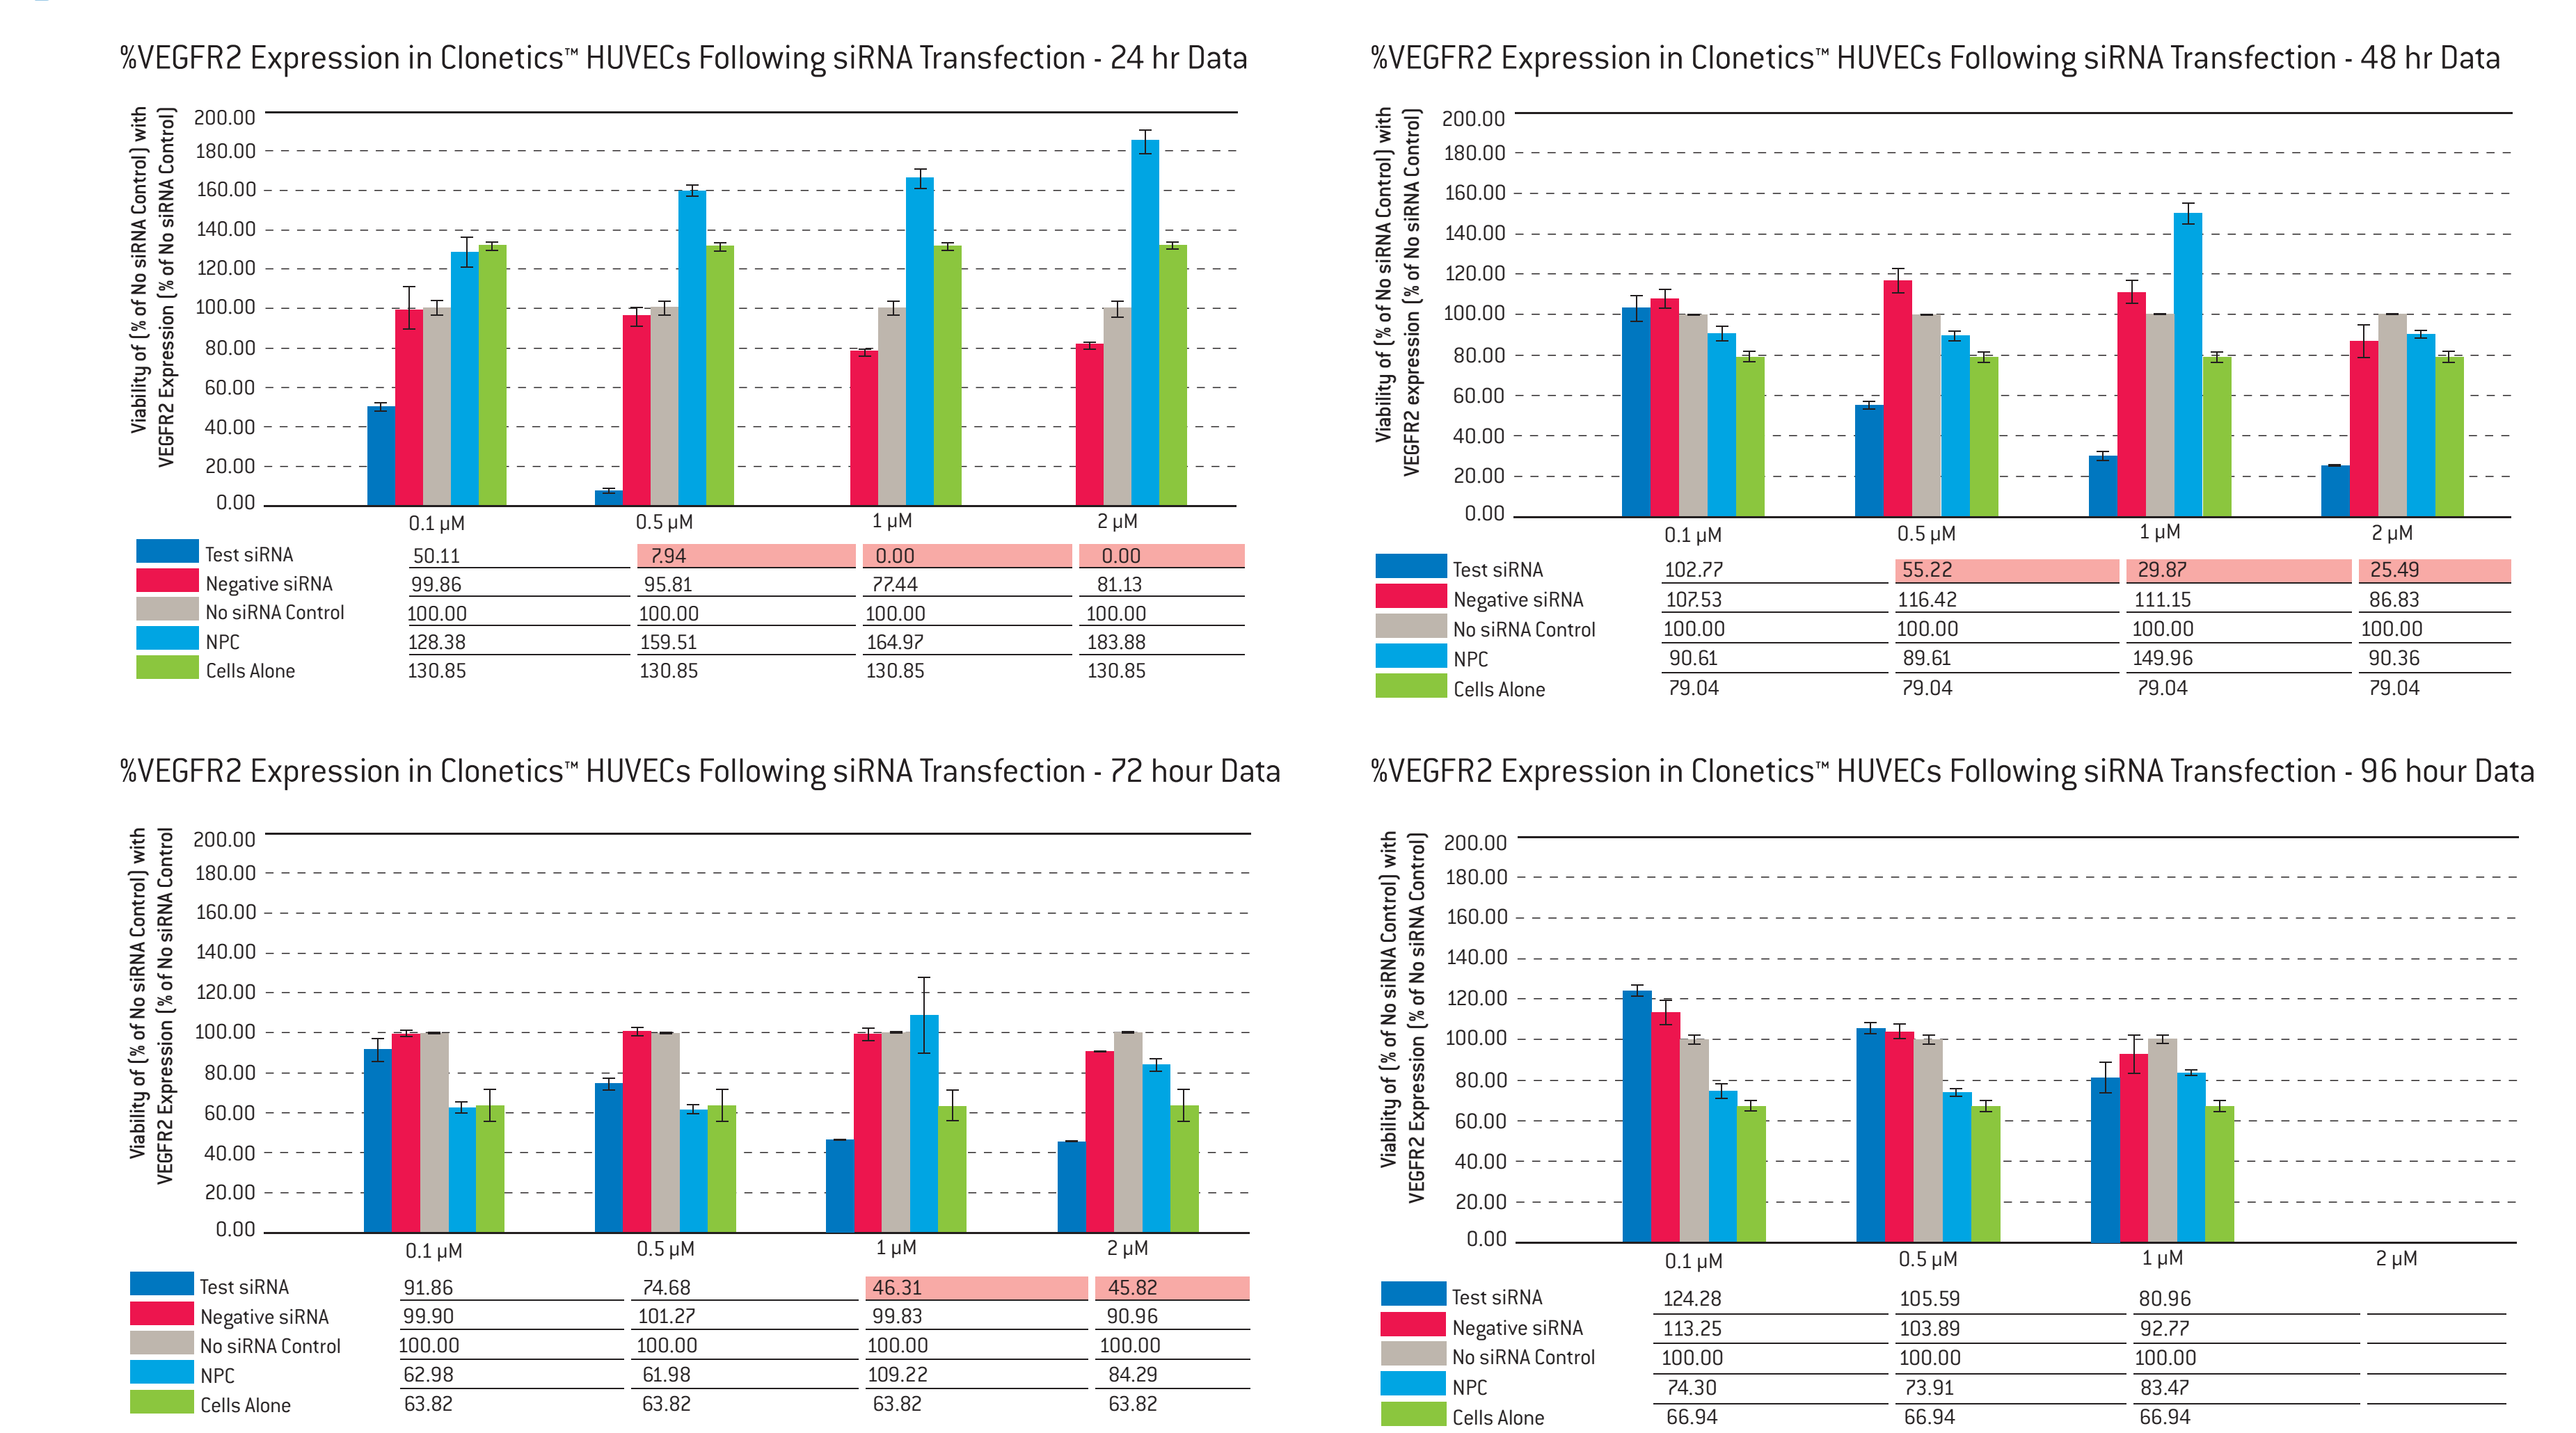 %VEGFR2 Expression in Clonetics™ HUVECs Following siRNA Transfection - 24 hr Data
Viability of (% of No siRNA Control) with
VEGFR2 Expression (% of No siRNA Control)
200.00
180.00
160.00
140.00
120.00
100.00
80.00
60.00
40.00
20.00
0.00
0.1 µM 0.5 µM 1 µM 2 µM
Test siRNA 50.11 7.94 0.00 0.00
Negative siRNA 99.86 95.81 77.44 81.13
No siRNA Control 100.00 100.00 100.00 100.00
NPC 128.38 159.51 164.97 183.88
Cells Alone 130.85 130.85 130.85 130.85
%VEGFR2 Expression in Clonetics™ HUVECs Following siRNA Transfection - 48 hr Data
Viability of (% of No siRNA Control) with
VEGFR2 expression (% of No siRNA Control)
200.00
180.00
160.00
140.00
120.00
100.00
80.00
60.00
40.00
20.00
0.00
0.1 µM 0.5 µM 1 µM 2 µM
Test siRNA 102.77 55.22 29.87 25.49
Negative siRNA 107.53 116.42 111.15 86.83
No siRNA Control 100.00 100.00 100.00 100.00
NPC 90.61 89.61 149.96 90.36
Cells Alone 79.04 79.04 79.04 79.04
%VEGFR2 Expression in Clonetics™ HUVECs Following siRNA Transfection - 72 hour Data
Viability of (% of No siRNA Control) with
VEGFR2 Expression (% of No siRNA Control
200.00
180.00
160.00
140.00
120.00
100.00
80.00
60.00
40.00
20.00
0.00
0.1 µM 0.5 µM 1 µM 2 µM
Test siRNA 91.86 74.68 46.31 45.82
Negative siRNA 99.90 101.27 99.83 90.96
No siRNA Control 100.00 100.00 100.00 100.00
NPC 62.98 61.98 109.22 84.29
Cells Alone 63.82 63.82 63.82 63.82
%VEGFR2 Expression in Clonetics™ HUVECs Following siRNA Transfection - 96 hour Data
Viability of (% of No siRNA Control) with
VEGFR2 Expression (% of No siRNA Control)
200.00
180.00
160.00
140.00
120.00
100.00
80.00
60.00
40.00
20.00
0.00
0.1 µM 0.5 µM 1 µM 2 µM
Test siRNA 124.28 105.59 80.96
Negative siRNA 113.25 103.89 92.77
No siRNA Control 100.00 100.00 100.00
NPC 74.30 73.91 83.47
Cells Alone 66.94 66.94 66.94